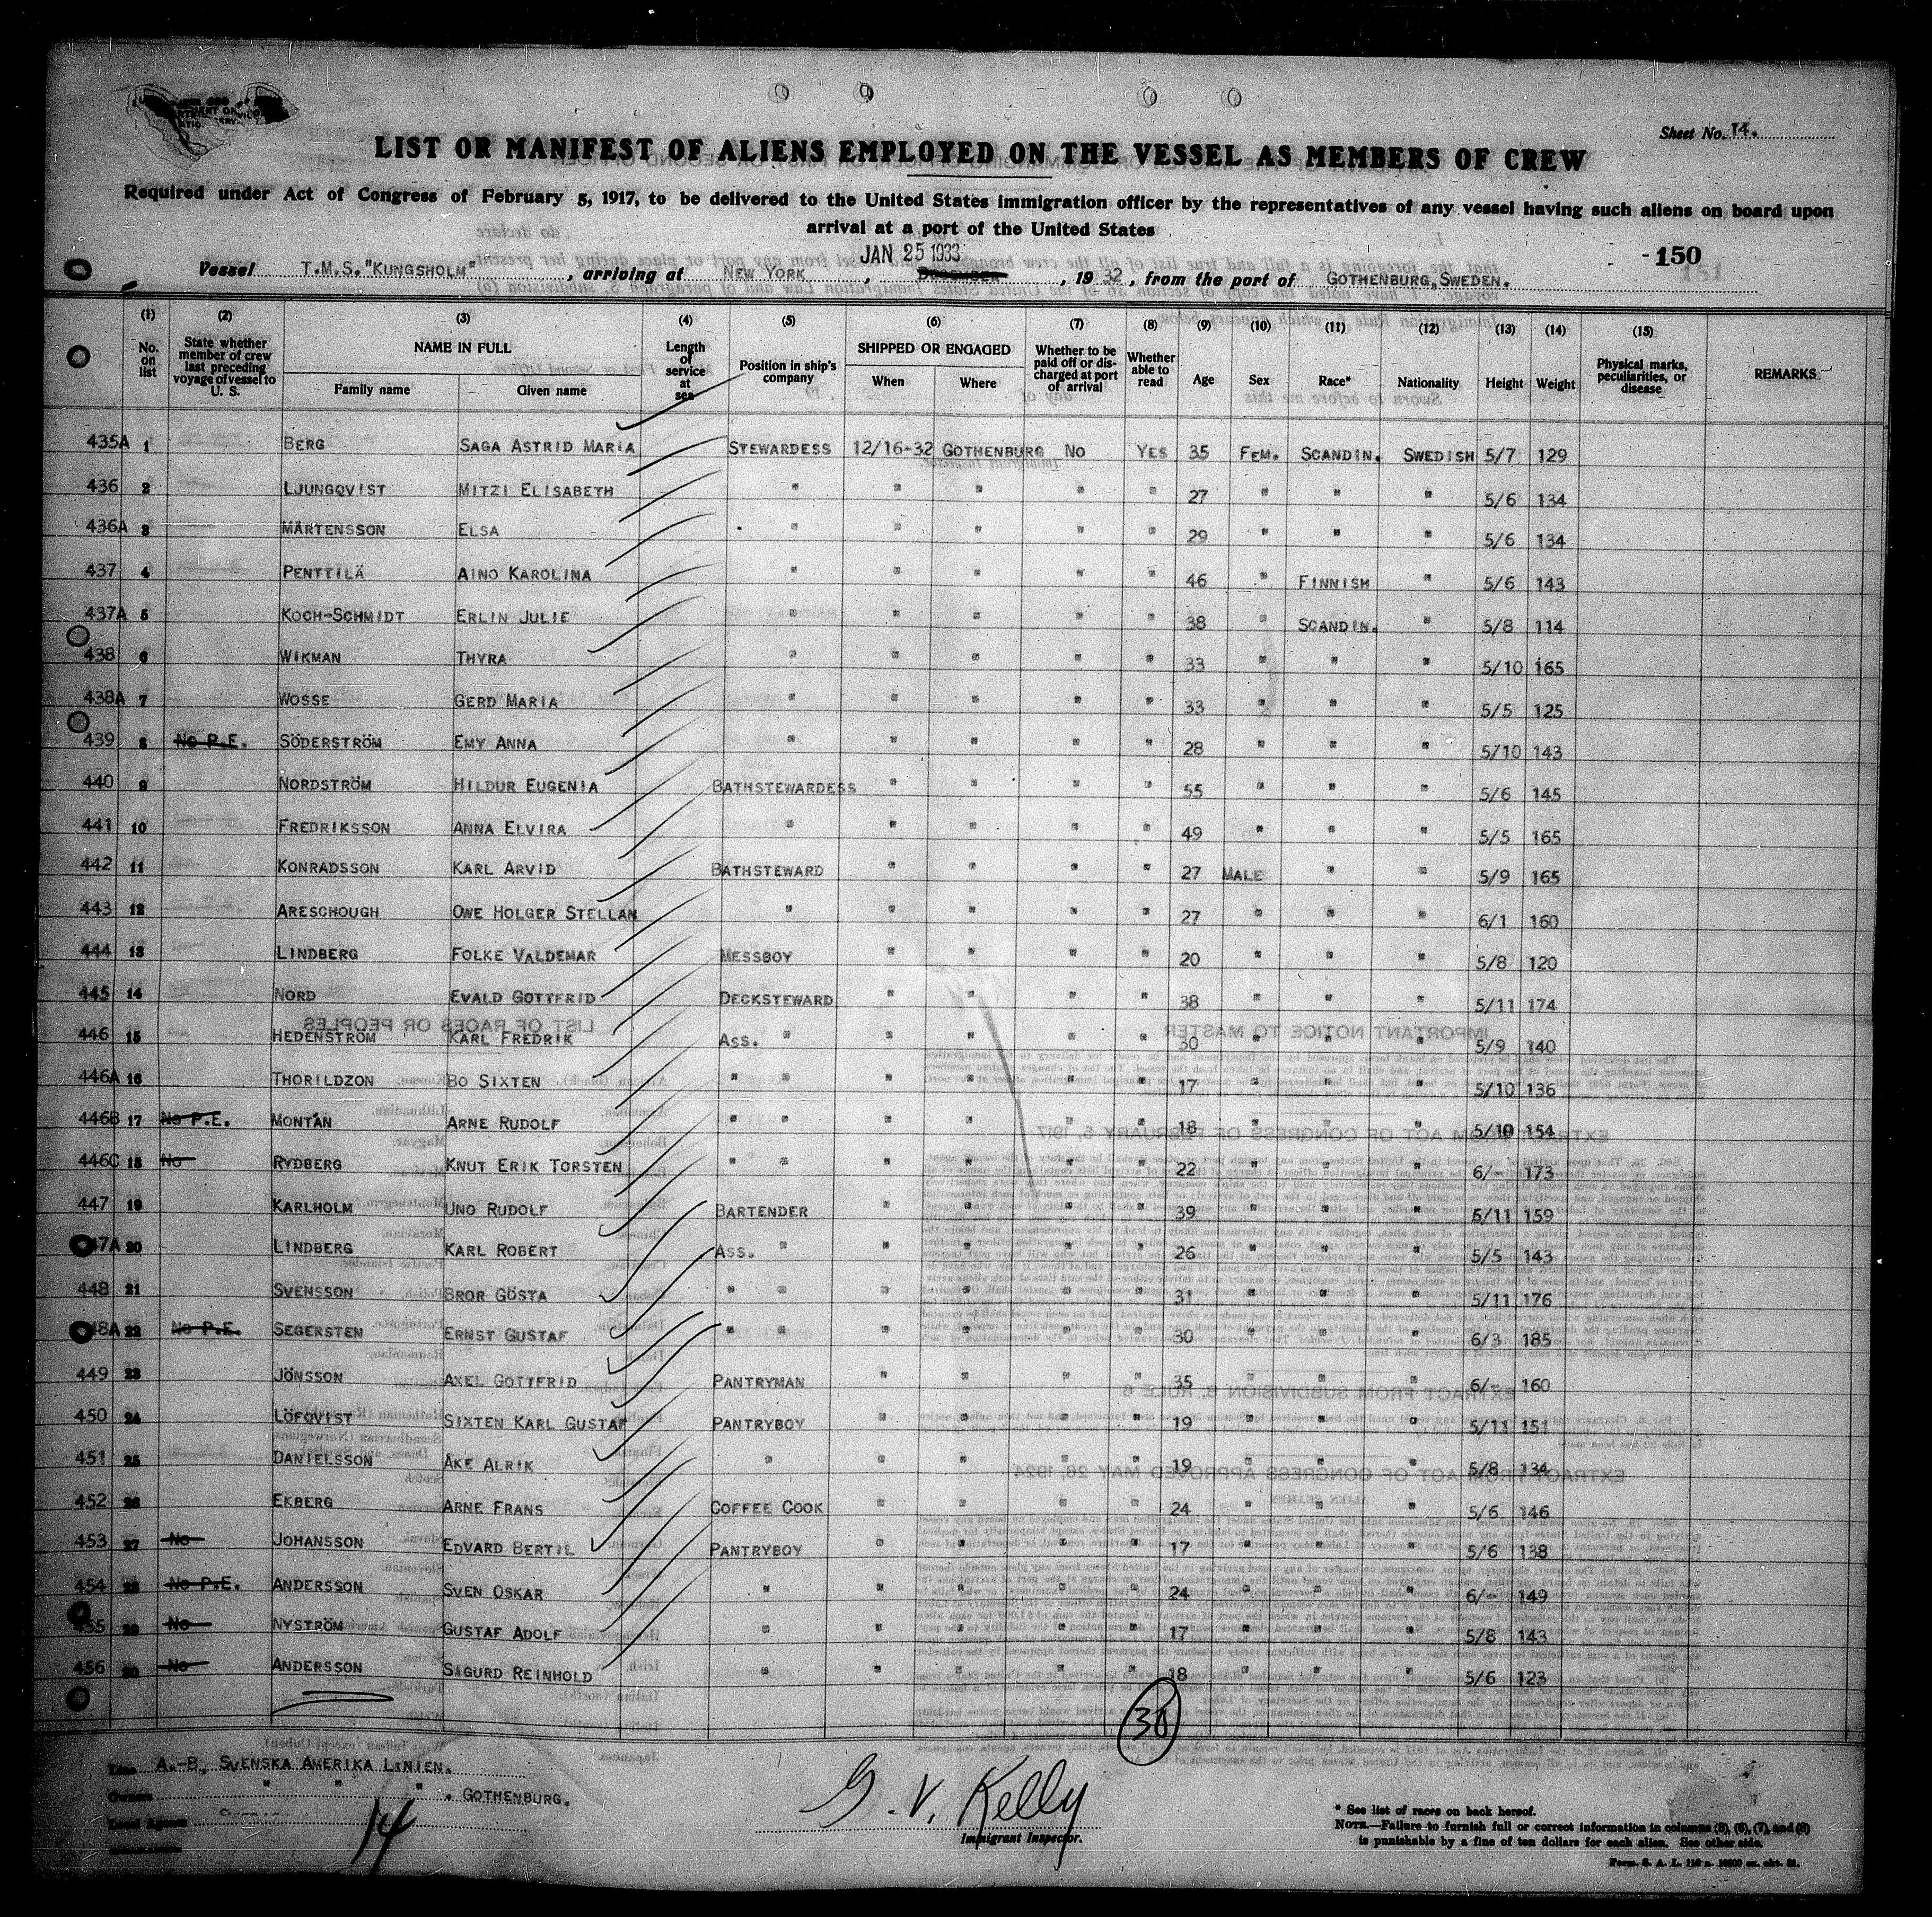 Sheet No. 14.
LIST OR MANIFEST OF ALIENS EMPLOYED ON THE VESSEL AS MEMBERS OF CREW
Required under Act of Congress of February 5, 1917, to be delivered to the United States immigration officer by the representatives of any vessel having such aliens on board upon
arrival at a port of the United States
JAN 25 1933
-150
Vessel T.M.S. "KUNGSHOLM", arriving at NEW YORK, DECEMBER, 1932, from the port of GOTHENBURG, SWEDEN.
(1) (2) (3) (4) (5) (6) (7) (8) (9) (10) (11) (12) (13) (14) (15)
No. on list | State whether member of crew last preceding voyage of vessel to U. S. | NAME IN FULL | Length of service at sea | Position in ship's company | SHIPPED OR ENGAGED | Whether to be paid off or discharged at port of arrival | Whether able to read | Age | Sex | Race* | Nationality | Height | Weight | Physical marks, peculiarities, or disease | REMARKS
Family name | Given name | When | Where
435A 1 BERG SAGA ASTRID MARIA STEWARDESS 12/16-32 GOTHENBURG NO YES 35 FEM. SCANDIN. SWEDISH 5/7 129
436 2 LJUNGQVIST MITZI ELISABETH " " " " " 27 " " " 5/6 134
436A 3 MÄRTENSSON ELSA " " " " " 29 " " " 5/6 134
437 4 PENTTILÄ AINO KAROLINA " " " " " 46 " FINNISH " 5/6 143
437A 5 KOCH-SCHMIDT ERLIN JULIE " " " " " 38 " SCANDIN. " 5/8 114
438 6 WIKMAN THYRA " " " " " 33 " " " 5/10 165
438A 7 WOSSE GERD MARIA " " " " " 33 " " " 5/5 125
439 8 No P.E. SÖDERSTRÖM EMY ANNA " " " " " 28 " " " 5/10 143
440 9 NORDSTRÖM HILDUR EUGENIA BATHSTEWARDESS " " " " 55 " " " 5/6 145
441 10 FREDRIKSSON ANNA ELVIRA " " " " " 49 " " " 5/5 165
442 11 KONRADSSON KARL ARVID BATHSTEWARD " " " " 27 MALE " " 5/9 165
443 12 ARESCHOUGH OWE HOLGER STELLAN " " " " " 27 " " " 6/1 160
444 13 LINDBERG FOLKE VALDEMAR MESSBOY " " " " 20 " " " 5/8 120
445 14 NORD EVALD GOTTFRID DECKSTEWARD " " " " 38 " " " 5/11 174
446 15 HEDENSTRÖM KARL FREDRIK ASS. " " " " " 30 " " " 5/9 140
446A 16 THORILDZON BO SIXTEN " " " " " " 17 " " " 5/10 136
446B 17 No P.E. MONTÁN ARNE RUDOLF " " " " " " 18 " " " 5/10 154
446C 18 No RYDBERG KNUT ERIK TORSTEN " " " " " " 22 " " " 6/- 173
447 19 KARLHOLM UNO RUDOLF BARTENDER " " " " 39 " " " 5/11 159
47A 20 LINDBERG KARL ROBERT ASS. " " " " " 26 " " " 5/5 143
448 21 SVENSSON BROR GÖSTA " " " " " " 31 " " " 5/11 176
48A 22 No P.E. SEGERSTEN ERNST GUSTAF " " " " " " 30 " " " 6/3 185
449 23 JÖNSSON AXEL GOTTFRID PANTRYMAN " " " " 35 " " " 6/- 160
450 24 LÖFQVIST SIXTEN KARL GUSTAF PANTRYBOY " " " " 19 " " " 5/11 151
451 25 DANIELSSON ÅKE ALRIK " " " " " 19 " " " 5/8 134
452 26 EKBERG ARNE FRANS COFFEE COOK " " " " 24 " " " 5/6 146
453 27 No JOHANSSON EDVARD BERTIL PANTRYBOY " " " " 17 " " " 5/6 138
454 28 No P.E. ANDERSSON SVEN OSKAR " " " " " 24 " " " 6/- 149
455 29 No NYSTRÖM GUSTAF ADOLF " " " " " 17 " " " 5/8 143
456 30 No ANDERSSON SIGURD REINHOLD " " " " " 18 " " " 5/6 123
30
Line A.-B. SVENSKA AMERIKA LINIEN.
Owners " " " . GOTHENBURG.
Local Agents
14
G. V. Kelly
Immigrant Inspector.
* See list of races on back hereof.
NOTE.—Failure to furnish full or correct information in columns (3), (6), (7), and (8)
is punishable by a fine of ten dollars for each alien. See other side.